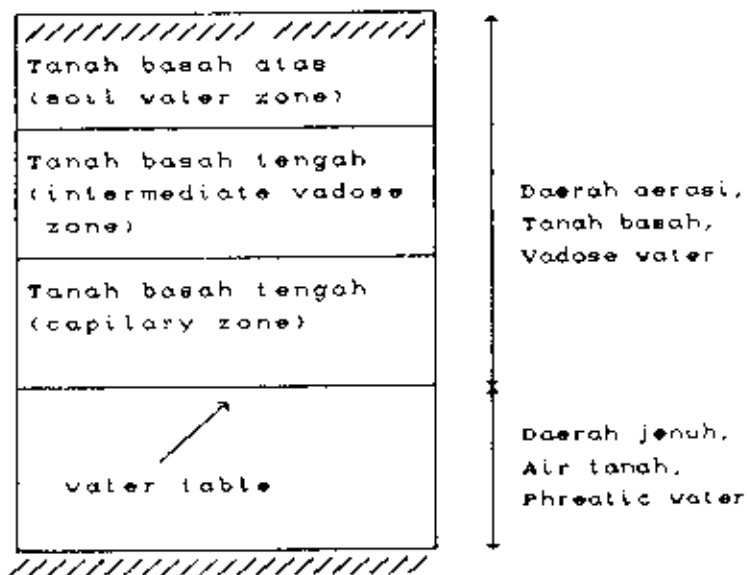 Tanah basah atas
(soil water zone)
Tanah basah tengah
(intermediate vadose
zone)
Tanah basah tengah
(capilary zone)
water table
Daerah aerasi,
Tanah basah,
Vadose water
Daerah jenuh,
Air tanah,
Phreatic water